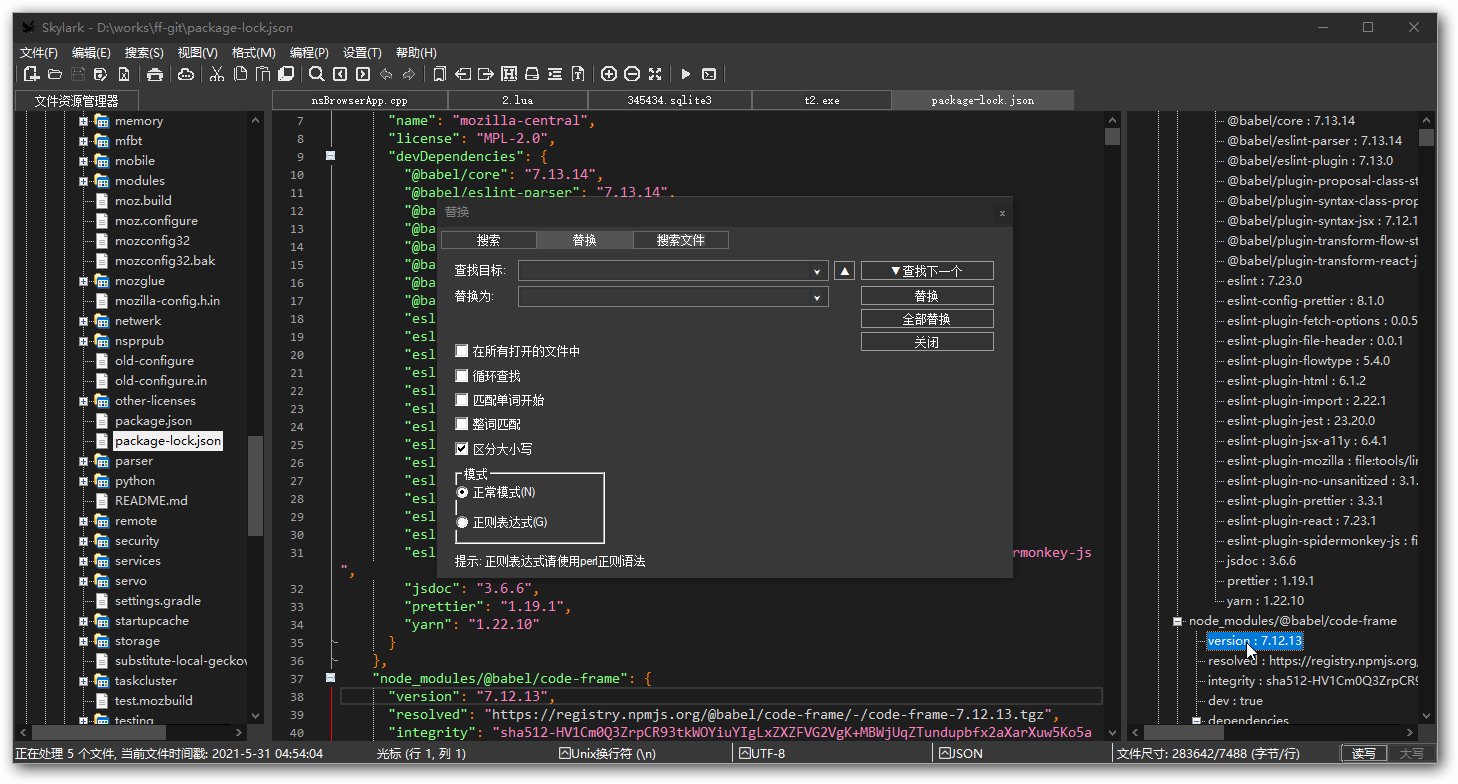 Skylark - D:\works\ff-git\package-lock.json
文件(F) 编辑(E) 搜索(S) 视图(V) 格式(M) 编程(P) 设置(T) 帮助(H)
文件资源管理器
nsBrowserApp.cpp 2.lua 345434.sqlite3 t2.exe package-lock.json
memory
mfbt
mobile
modules
moz.build
moz.configure
mozconfig32
mozconfig32.bak
mozglue
mozilla-config.h.in
netwerk
nsprpub
old-configure
old-configure.in
other-licenses
package.json
package-lock.json
parser
python
README.md
remote
security
services
servo
settings.gradle
startupcache
storage
substitute-local-geckov
taskcluster
test.mozbuild
testing
7 "name": "mozilla-central",
8 "license": "MPL-2.0",
9 "devDependencies": {
10 "@babel/core": "7.13.14",
11 "@babel/eslint-parser": "7.13.14",
12 "@ba
13 "@ba
14 "@ba
15 "@ba
16 "@ba
17 "@ba
18 "esl
19 "esl
20 "esl
21 "esl
22 "esl
23 "esl
24 "esl
25 "esl
26 "esl
27 "esl
28 "esl
29 "esl
30 "esl
31 "esl rmonkey-js
",
32 "jsdoc": "3.6.6",
33 "prettier": "1.19.1",
34 "yarn": "1.22.10"
35 }
36 },
37 "node_modules/@babel/code-frame": {
38 "version": "7.12.13",
39 "resolved": "https://registry.npmjs.org/@babel/code-frame/-/code-frame-7.12.13.tgz",
40 "integrity": "sha512-HV1Cm0Q3ZrpCR93tkWOYiuYIgLxZXZFVG2VgK+MBWjUqZTundupbfx2aXarXuw5Ko5a
替换
x
搜索 替换 搜索文件
查找目标:
▲ ▼查找下一个
替换为:
替换
全部替换
关闭
在所有打开的文件中
循环查找
匹配单词开始
整词匹配
区分大小写
模式
正常模式(N)
正则表达式(G)
提示: 正则表达式请使用perl正则语法
@babel/core : 7.13.14
@babel/eslint-parser : 7.13.14
@babel/eslint-plugin : 7.13.0
@babel/plugin-proposal-class-st
@babel/plugin-syntax-class-prop
@babel/plugin-syntax-jsx : 7.12.1
@babel/plugin-transform-flow-st
@babel/plugin-transform-react-j
eslint : 7.23.0
eslint-config-prettier : 8.1.0
eslint-plugin-fetch-options : 0.0.5
eslint-plugin-file-header : 0.0.1
eslint-plugin-flowtype : 5.4.0
eslint-plugin-html : 6.1.2
eslint-plugin-import : 2.22.1
eslint-plugin-jest : 23.20.0
eslint-plugin-jsx-a11y : 6.4.1
eslint-plugin-mozilla : file:tools/lin
eslint-plugin-no-unsanitized : 3.1.
eslint-plugin-prettier : 3.3.1
eslint-plugin-react : 7.23.1
eslint-plugin-spidermonkey-js : fi
jsdoc : 3.6.6
prettier : 1.19.1
yarn : 1.22.10
node_modules/@babel/code-frame
version : 7.12.13
resolved : https://registry.npmjs.org,
integrity : sha512-HV1Cm0Q3ZrpCR9
dev : true
dependencies
正在处理 5 个文件, 当前文件时间戳: 2021-5-31 04:54:04 光标 (行 1, 列 1) Unix换行符 (\n) UTF-8 JSON 文件尺寸: 283642/7488 (字节/行) 读写 大写